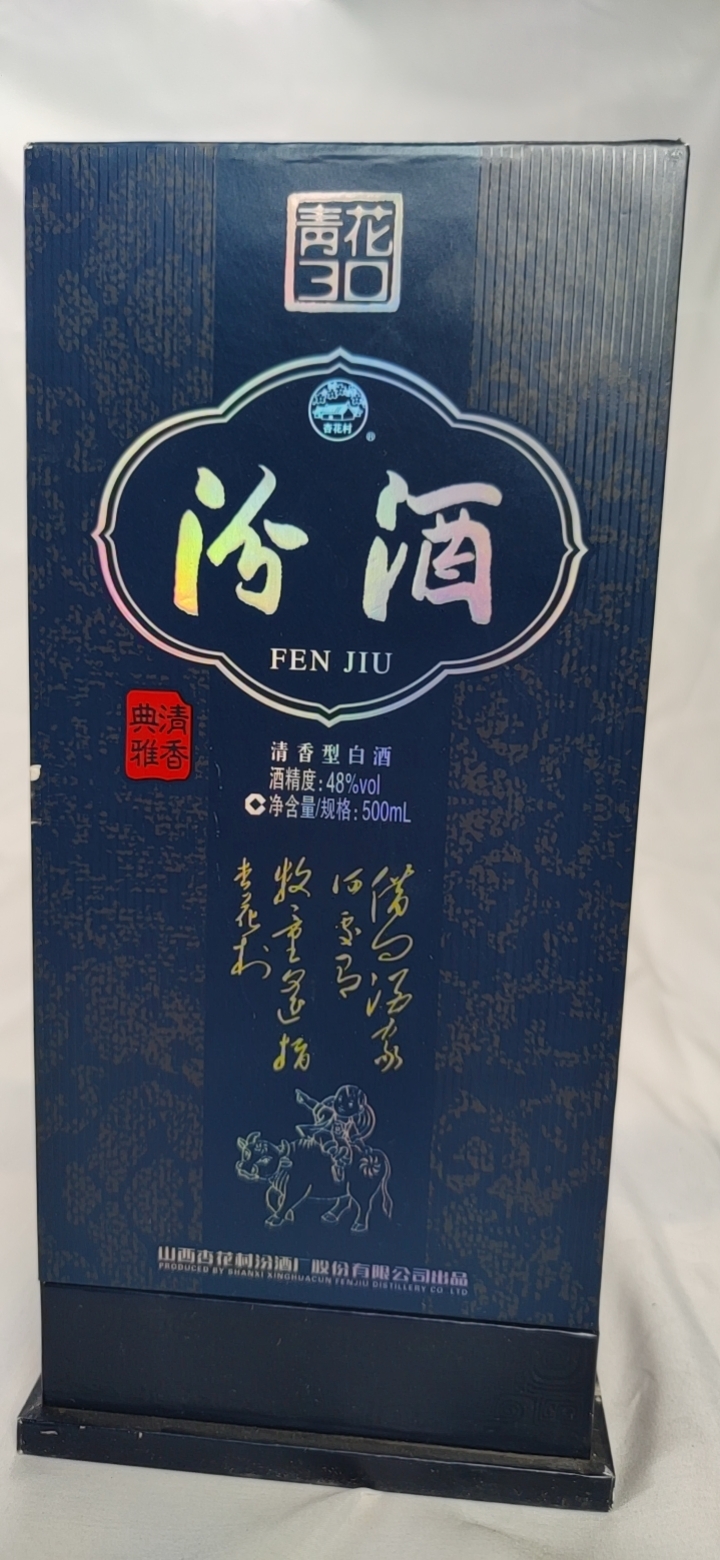 青花
30
杏花村
®
汾酒
FEN JIU
清香
典雅
清香型白酒
酒精度:48%vol
净含量/规格:500mL
借问酒家
何处有
牧童遥指
杏花村
山西杏花村汾酒厂股份有限公司出品
PRODUCED BY SHANXI XINGHUACUN FENJIU DISTILLERY CO. LTD